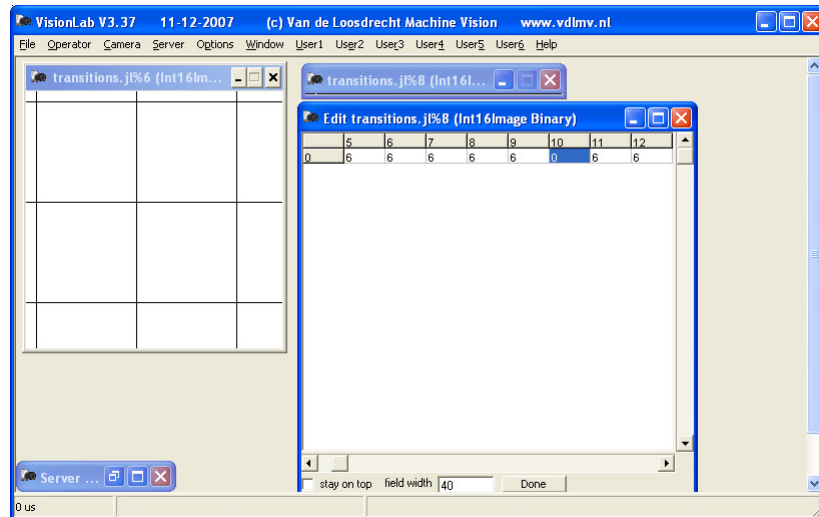 VisionLab V3.37 11-12-2007 (c) Van de Loosdrecht Machine Vision www.vdlmv.nl
File Operator Camera Server Options Window User1 User2 User3 User4 User5 User6 Help
transitions.jl%6 (Int16Im...
transitions.jl%8 (Int16I...
Edit transitions.jl%8 (Int16Image Binary)
5 6 7 8 9 10 11 12
0 6 6 6 6 6 0 6 6
stay on top field width 40 Done
Server ...
0 us